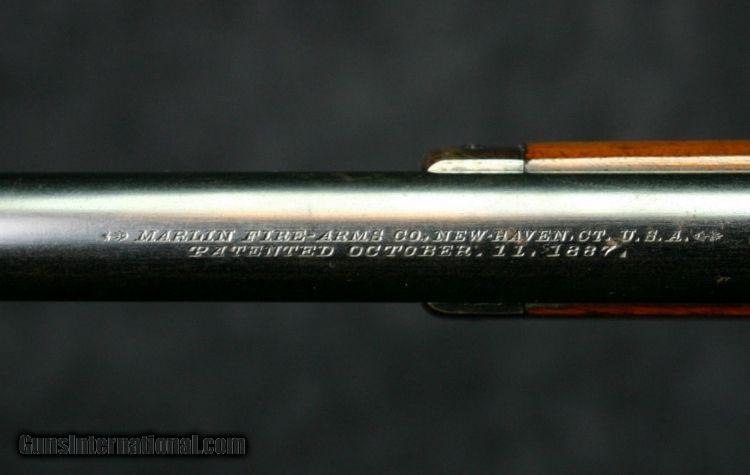 MARLIN FIRE-ARMS CO., NEW-HAVEN. CT. U.S.A.
PATENTED OCTOBER. 11. 1887.
GunsInternational.com